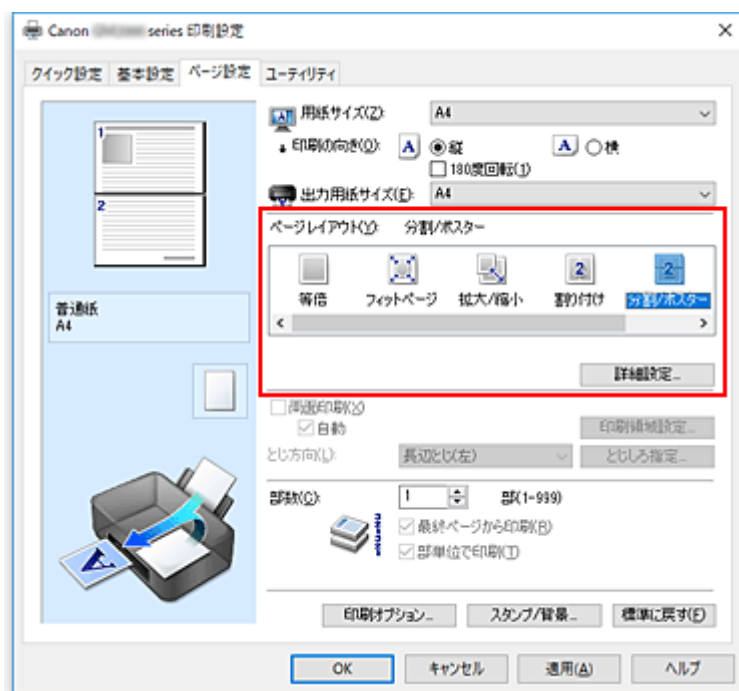 Canon series 印刷設定
クイック設定 基本設定 ページ設定 ユーティリティ
用紙サイズ(Z): A4
印刷の向き(O): A 縦 A 横
180度回転(1)
出力用紙サイズ(E): A4
ページレイアウト(Y): 分割/ポスター
等倍 フィットページ 拡大/縮小 割り付け 分割/ポスター
詳細設定...
1
2
普通紙
A4
両面印刷(X)
自動 印刷領域設定...
とじ方向(L): 長辺とじ(左) とじしろ指定...
部数(C): 1 部(1-999)
最終ページから印刷(R)
部単位で印刷(T)
印刷オプション... スタンプ/背景... 標準に戻す(F)
OK キャンセル 適用(A) ヘルプ